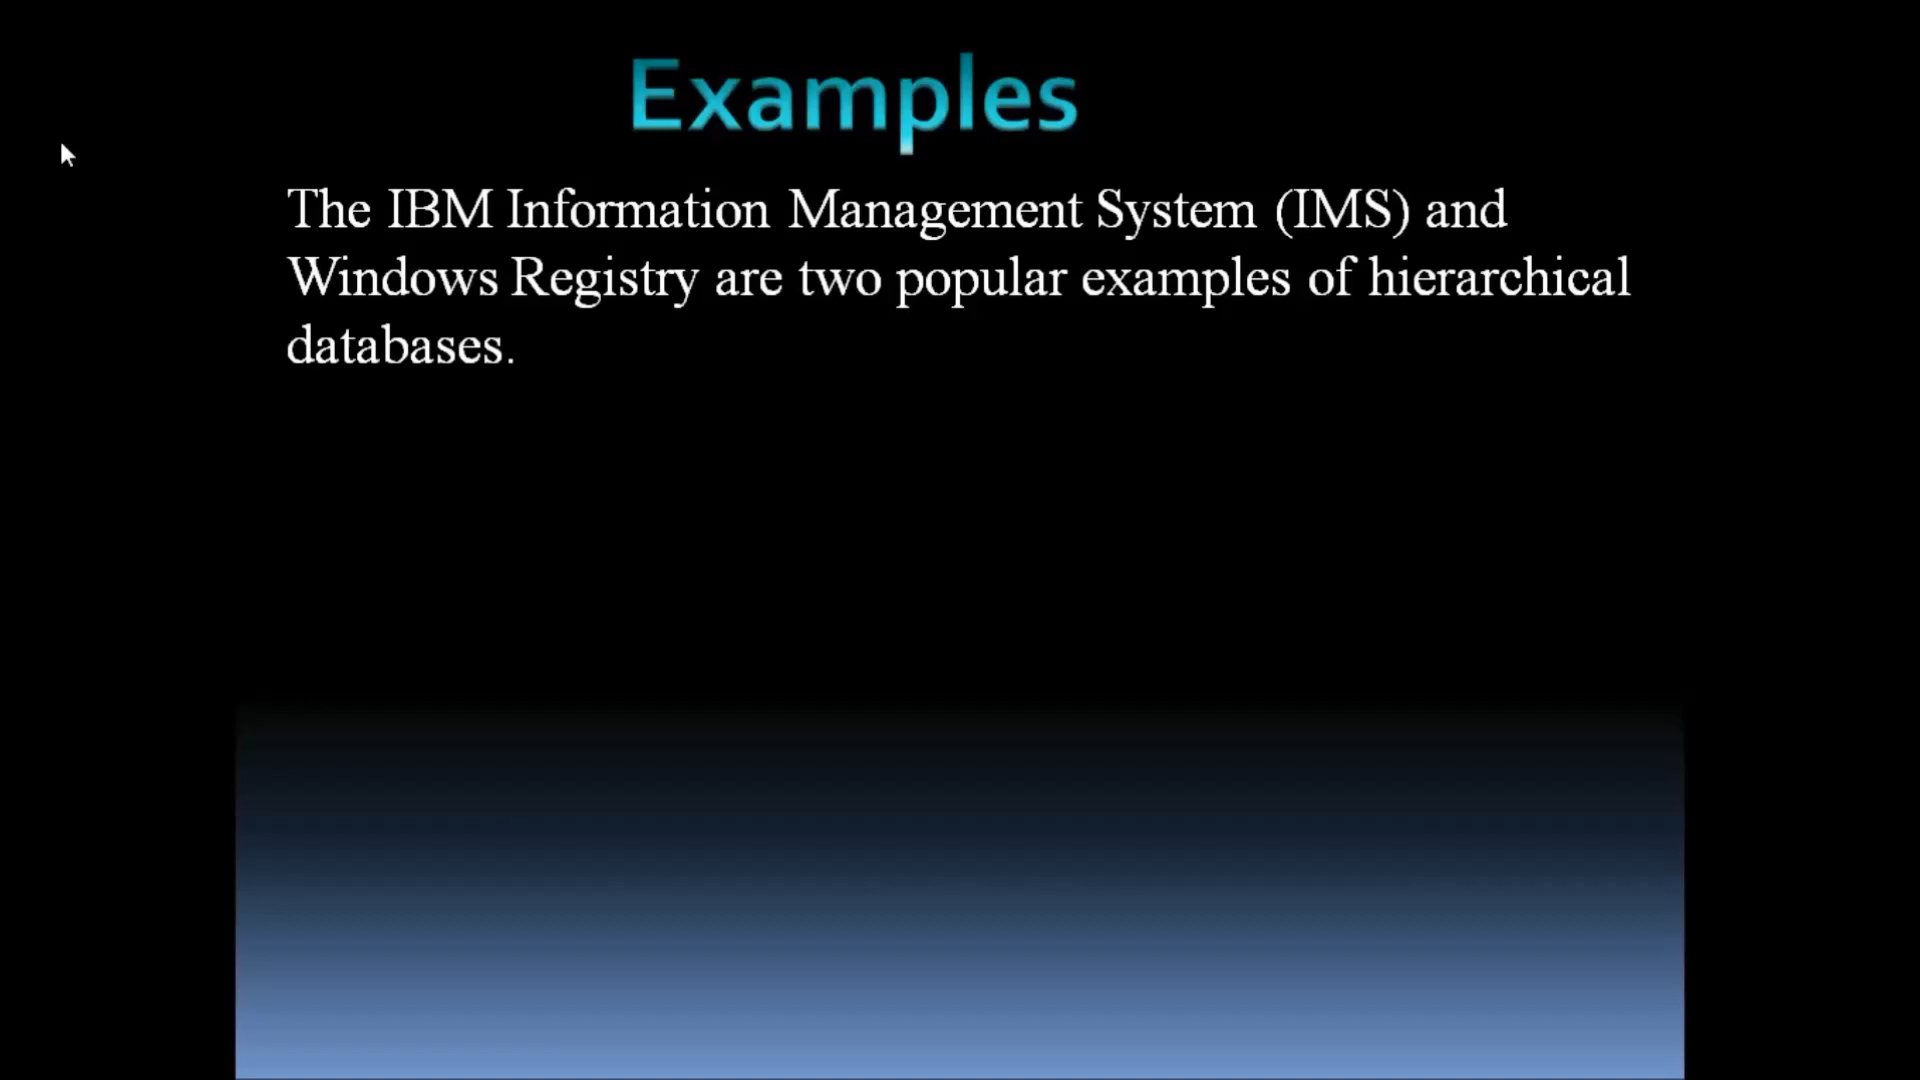 Examples
The IBM Information Management System (IMS) and
Windows Registry are two popular examples of hierarchical
databases.